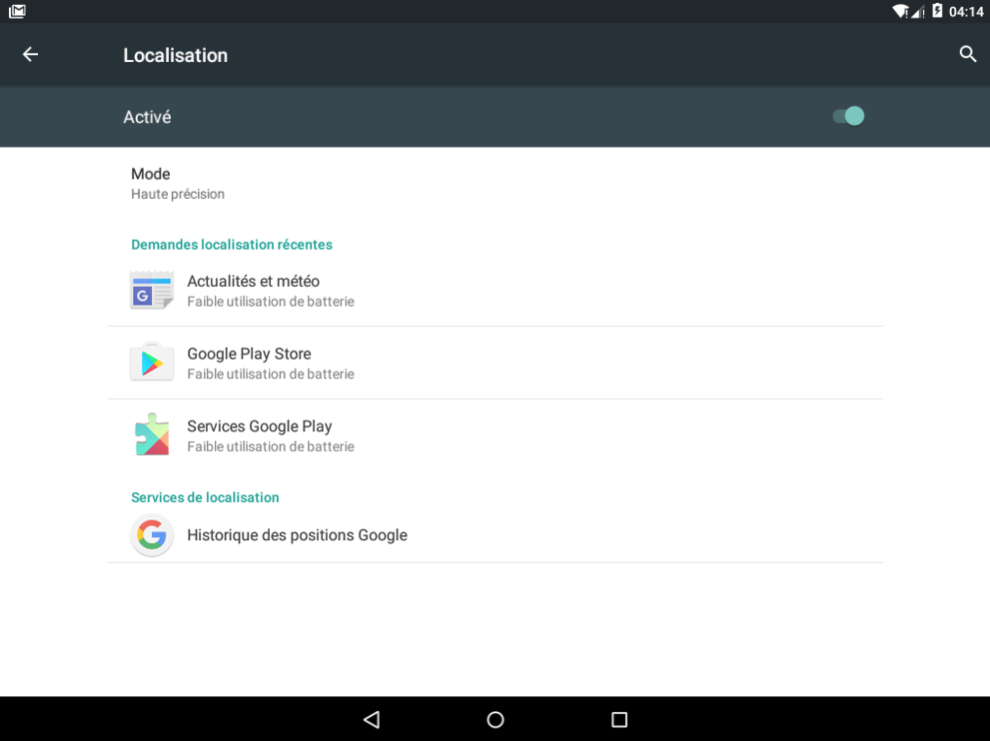 04:14
Localisation
Activé
Mode
Haute précision
Demandes localisation récentes
Actualités et météo
Faible utilisation de batterie
Google Play Store
Faible utilisation de batterie
Services Google Play
Faible utilisation de batterie
Services de localisation
Historique des positions Google